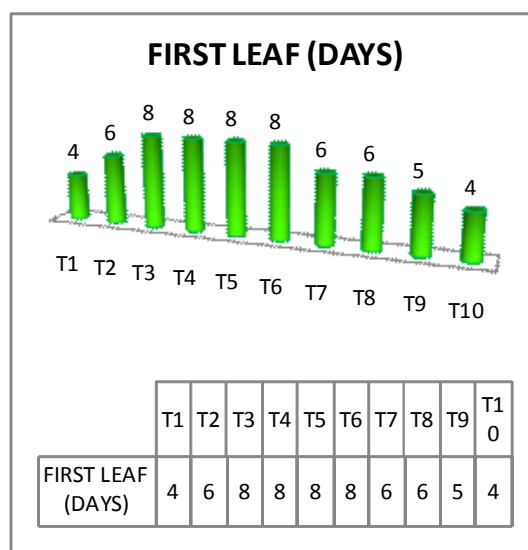 FIRST LEAF (DAYS)
4 6 8 8 8 8 6 6 5 4
T1 T2 T3 T4 T5 T6 T7 T8 T9 T10
T1 T2 T3 T4 T5 T6 T7 T8 T9 T1
0
FIRST LEAF
(DAYS) 4 6 8 8 8 8 6 6 5 4